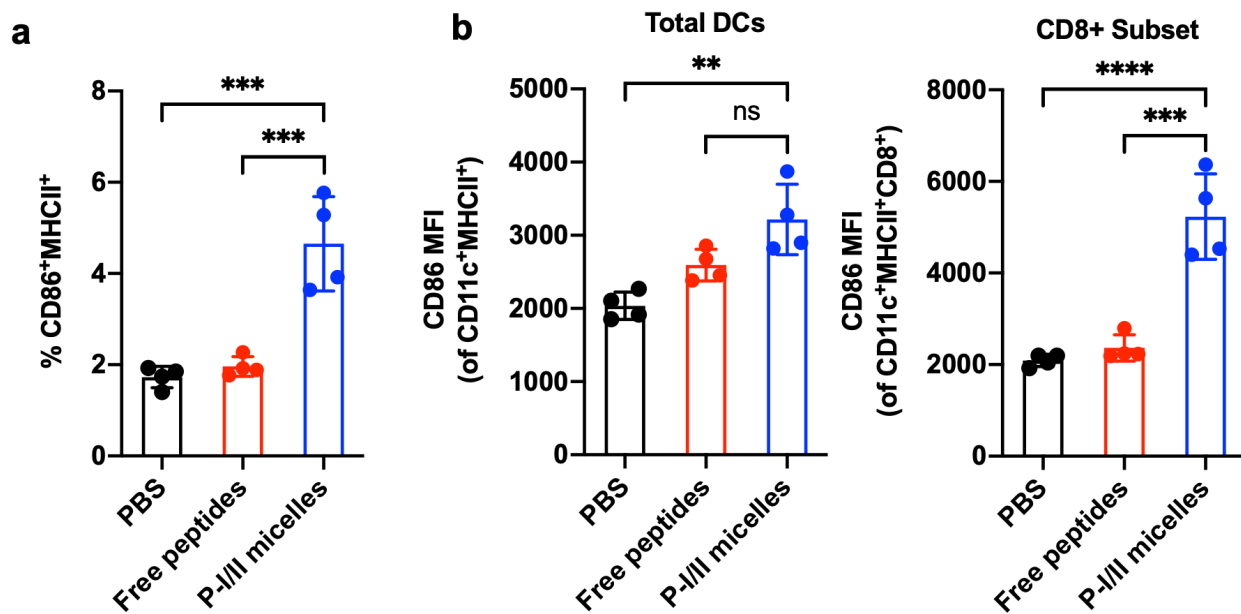 a
***
***
8
6
4
2
0
% CD86⁺MHCII⁺
PBS
Free peptides
P-I/II micelles
b
Total DCs
**
ns
5000
4000
3000
2000
1000
0
CD86 MFI
(of CD11c⁺MHCII⁺)
PBS
Free peptides
P-I/II micelles
CD8+ Subset
****
***
8000
6000
4000
2000
0
CD86 MFI
(of CD11c⁺MHCII⁺CD8⁺)
PBS
Free peptides
P-I/II micelles